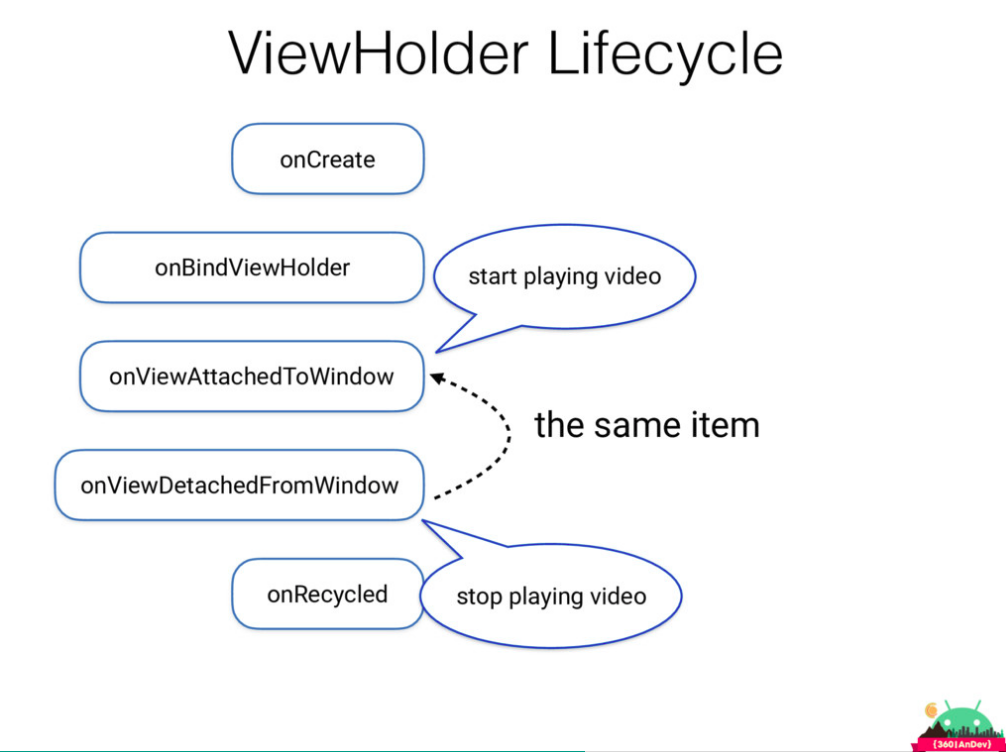 ViewHolder Lifecycle
onCreate
onBindViewHolder
start playing video
onViewAttachedToWindow
the same item
onViewDetachedFromWindow
onRecycled
stop playing video
{360|AnDev}